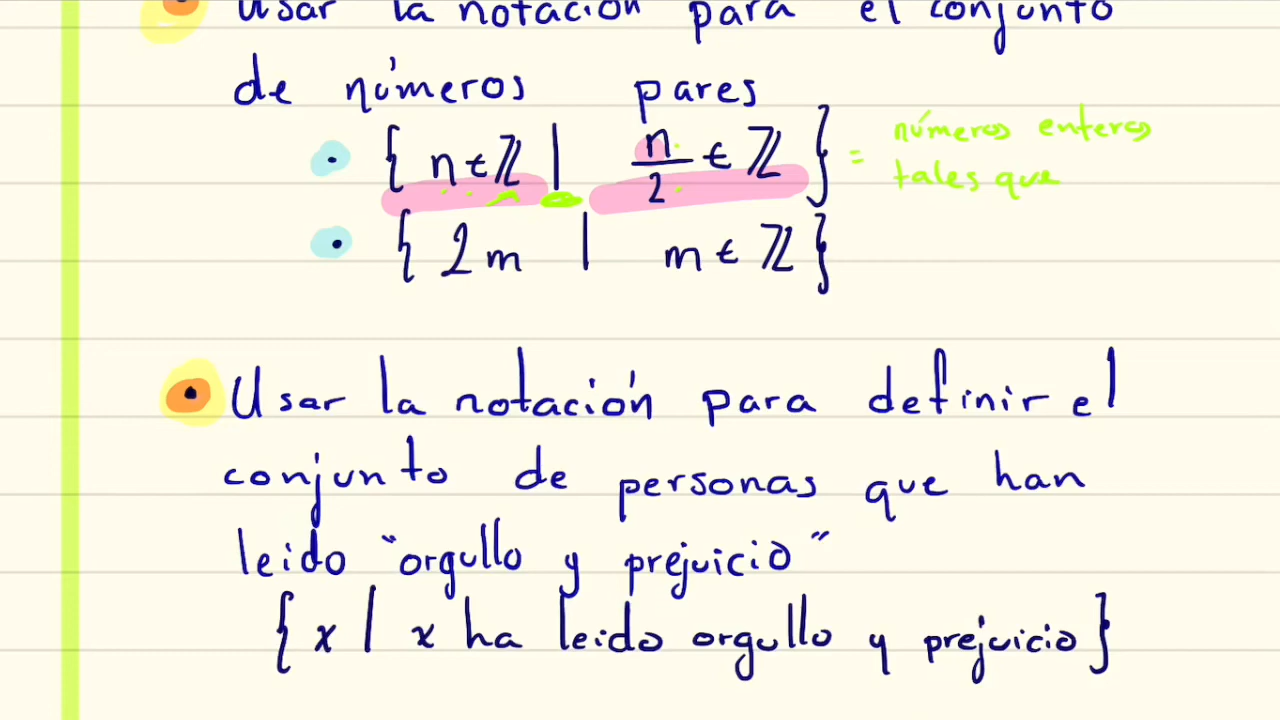 Usar la notación para el conjunto
de números pares
• { n ∈ ℤ | n/2 ∈ ℤ } = números enteros
tales que
• { 2m | m ∈ ℤ }
• Usar la notación para definir el
conjunto de personas que han
leido "orgullo y prejuicio"
{ x | x ha leido orgullo y prejuicio }